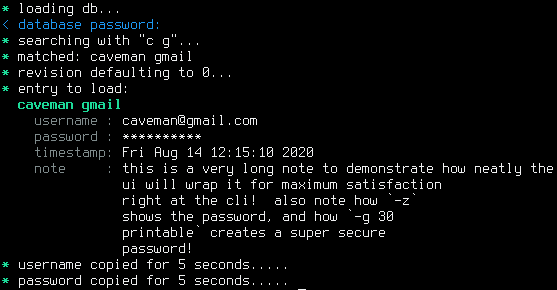 * loading db...
< database password:
* searching with "c g"...
* matched: caveman gmail
* revision defaulting to 0...
* entry to load:
caveman gmail
username : caveman@gmail.com
password : **********
timestamp: Fri Aug 14 12:15:10 2020
note : this is a very long note to demonstrate how neatly the
ui will wrap it for maximum satisfaction
right at the cli! also note how `-z`
shows the password, and how `-g 30
printable` creates a super secure
password!
* username copied for 5 seconds.....
* password copied for 5 seconds.....